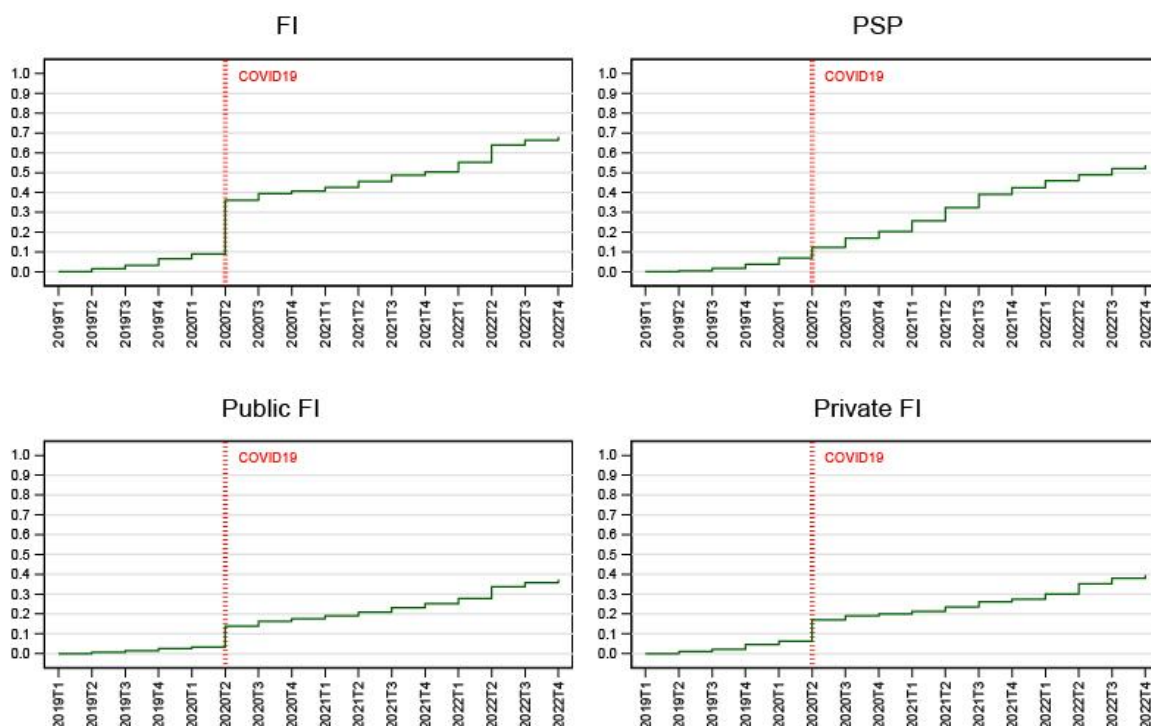 FI
PSP
COVID19
COVID19
1.0
0.9
0.8
0.7
0.6
0.5
0.4
0.3
0.2
0.1
0.0
1.0
0.9
0.8
0.7
0.6
0.5
0.4
0.3
0.2
0.1
0.0
2019T1
2019T2
2019T3
2019T4
2020T1
2020T2
2020T3
2020T4
2021T1
2021T2
2021T3
2021T4
2022T1
2022T2
2022T3
2022T4
2019T1
2019T2
2019T3
2019T4
2020T1
2020T2
2020T3
2020T4
2021T1
2021T2
2021T3
2021T4
2022T1
2022T2
2022T3
2022T4
Public FI
Private FI
COVID19
COVID19
1.0
0.9
0.8
0.7
0.6
0.5
0.4
0.3
0.2
0.1
0.0
1.0
0.9
0.8
0.7
0.6
0.5
0.4
0.3
0.2
0.1
0.0
2019T1
2019T2
2019T3
2019T4
2020T1
2020T2
2020T3
2020T4
2021T1
2021T2
2021T3
2021T4
2022T1
2022T2
2022T3
2022T4
2019T1
2019T2
2019T3
2019T4
2020T1
2020T2
2020T3
2020T4
2021T1
2021T2
2021T3
2021T4
2022T1
2022T2
2022T3
2022T4